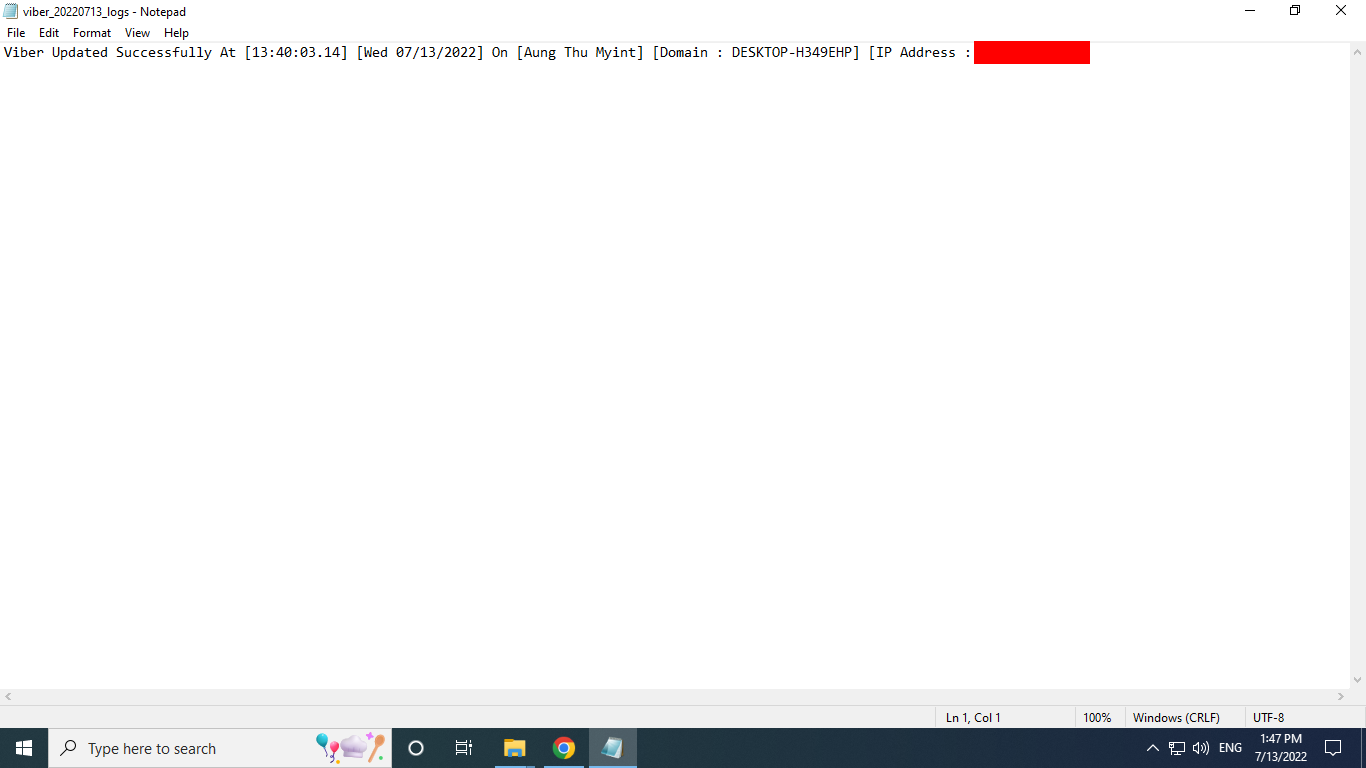 viber_20220713_logs - Notepad
File Edit Format View Help
Viber Updated Successfully At [13:40:03.14] [Wed 07/13/2022] On [Aung Thu Myint] [Domain : DESKTOP-H349EHP] [IP Address :
Ln 1, Col 1 100% Windows (CRLF) UTF-8
Type here to search ENG 1:47 PM
7/13/2022